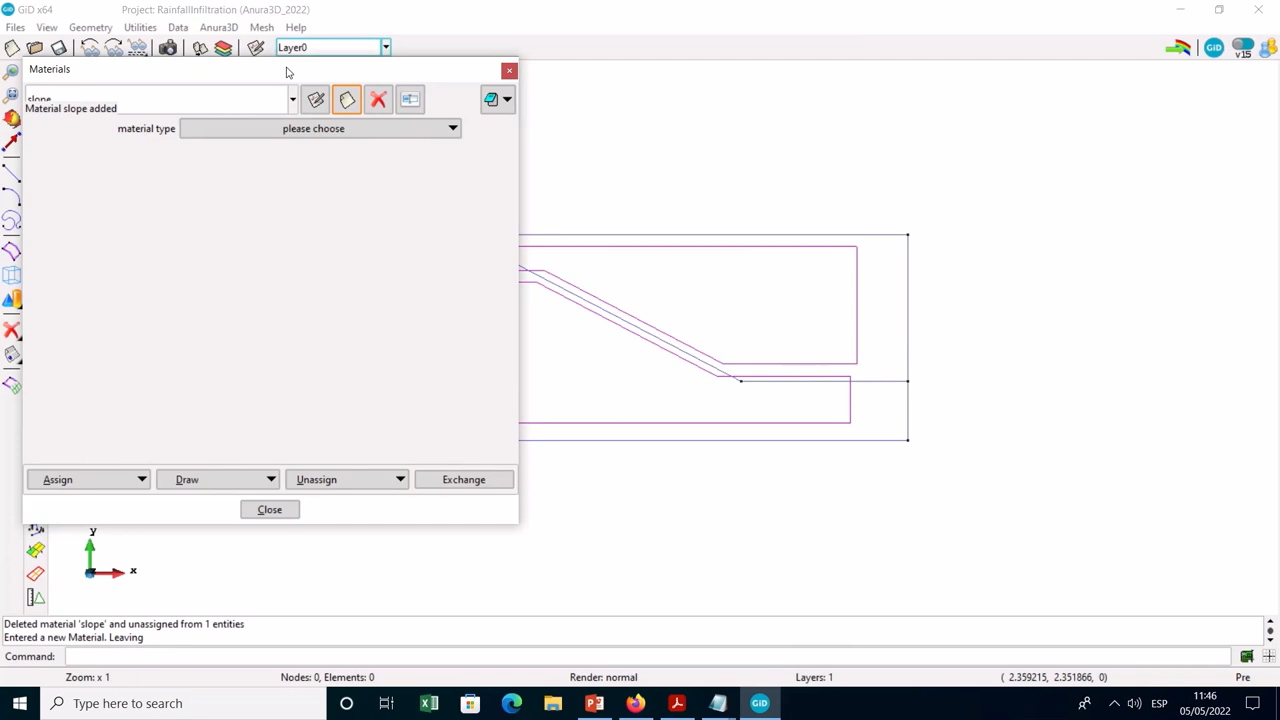 GiD x64 Project: RainfallInfiltration (Anura3D_2022)
Files View Geometry Utilities Data Anura3D Mesh Help
Layer0
GiD v15
Materials
slope
Material slope added
material type please choose
Assign Draw Unassign Exchange
Close
y
x
Deleted material 'slope' and unassigned from 1 entities
Entered a new Material. Leaving
Command:
Zoom: x 1 Nodes: 0, Elements: 0 Render: normal Layers: 1 ( 2.359215, 2.351866, 0) Pre
Type here to search
ESP
11:46
05/05/2022